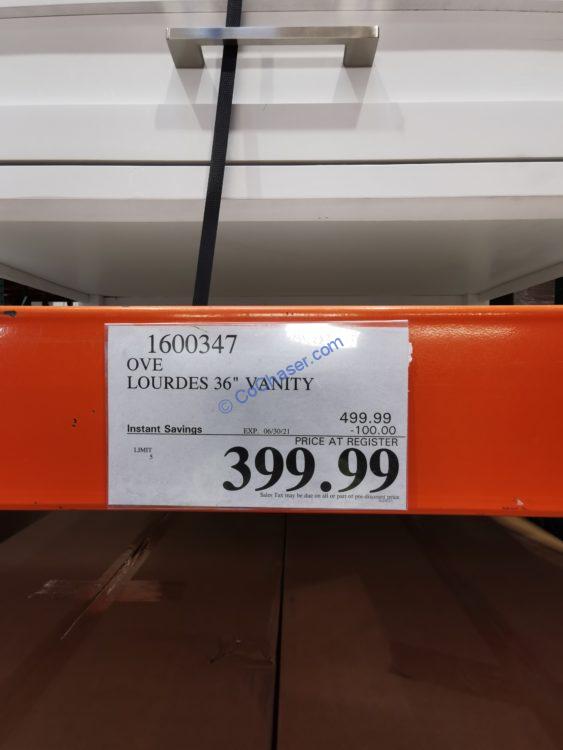 1600347
OVE
LOURDES 36" VANITY
© CocHaser.com
499.99
Instant Savings EXP. 06/30/21 -100.00
PRICE AT REGISTER
LIMIT
5
399.99
Sales Tax may be due on all or part of pre-discount price